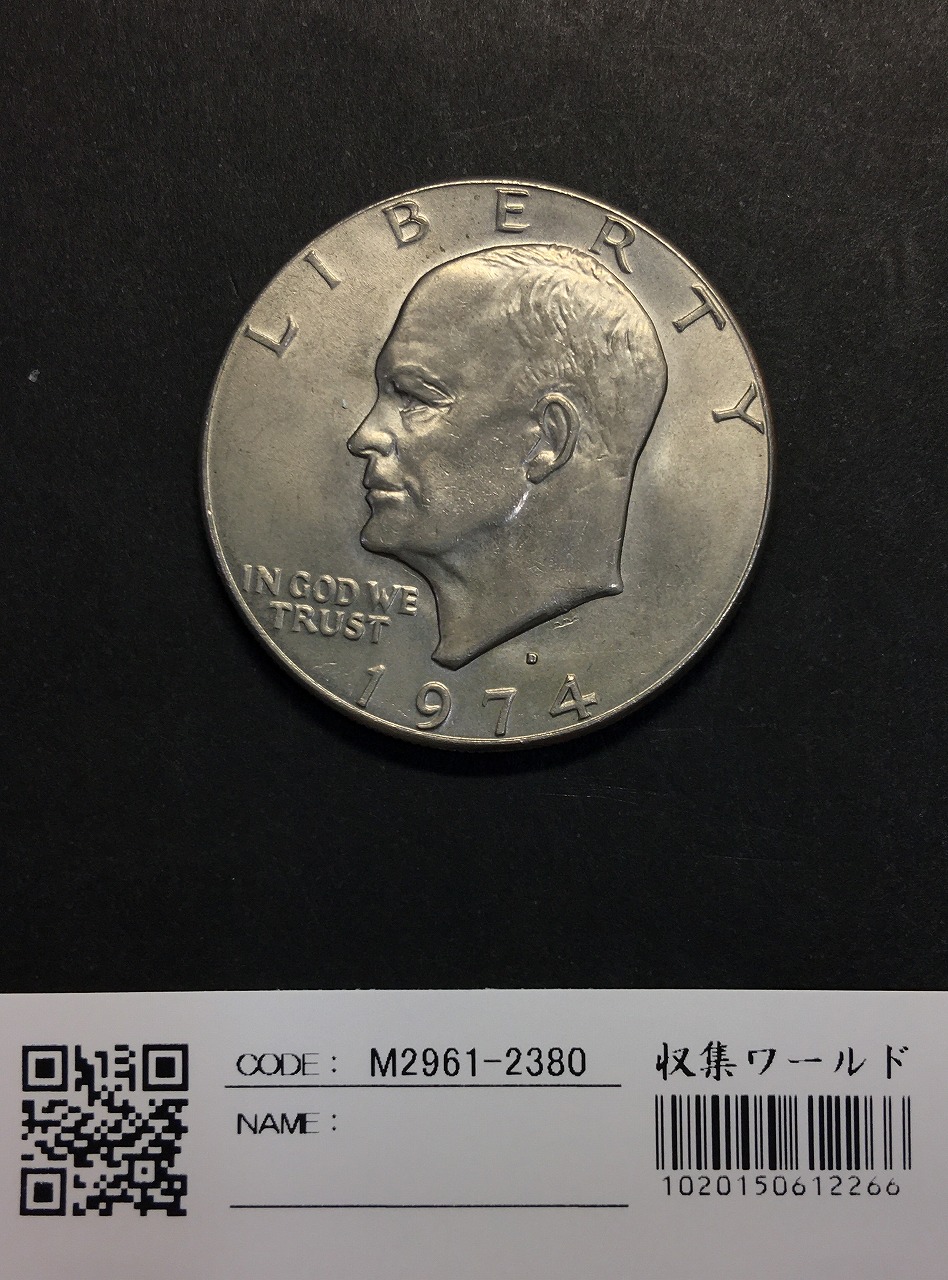 LIBERTY
IN GOD WE
TRUST
D
1974
CODE: M2961-2380
NAME:
収集ワールド
1020150612266